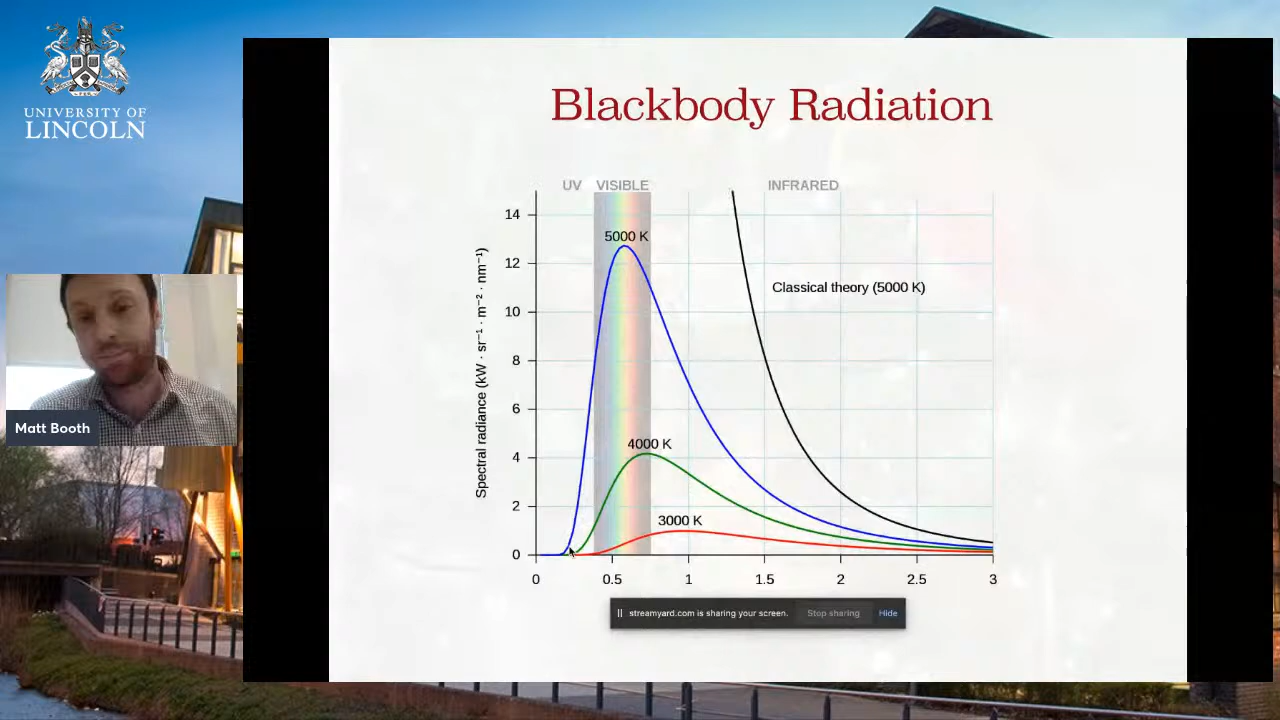 UNIVERSITY OF
LINCOLN
Blackbody Radiation
UV VISIBLE INFRARED
14
12
10
8
6
4
2
0
Spectral radiance (kW · sr⁻¹ · m⁻² · nm⁻¹)
5000 K
Classical theory (5000 K)
4000 K
3000 K
0 0.5 1 1.5 2 2.5 3
streamyard.com is sharing your screen. Stop sharing Hide
Matt Booth